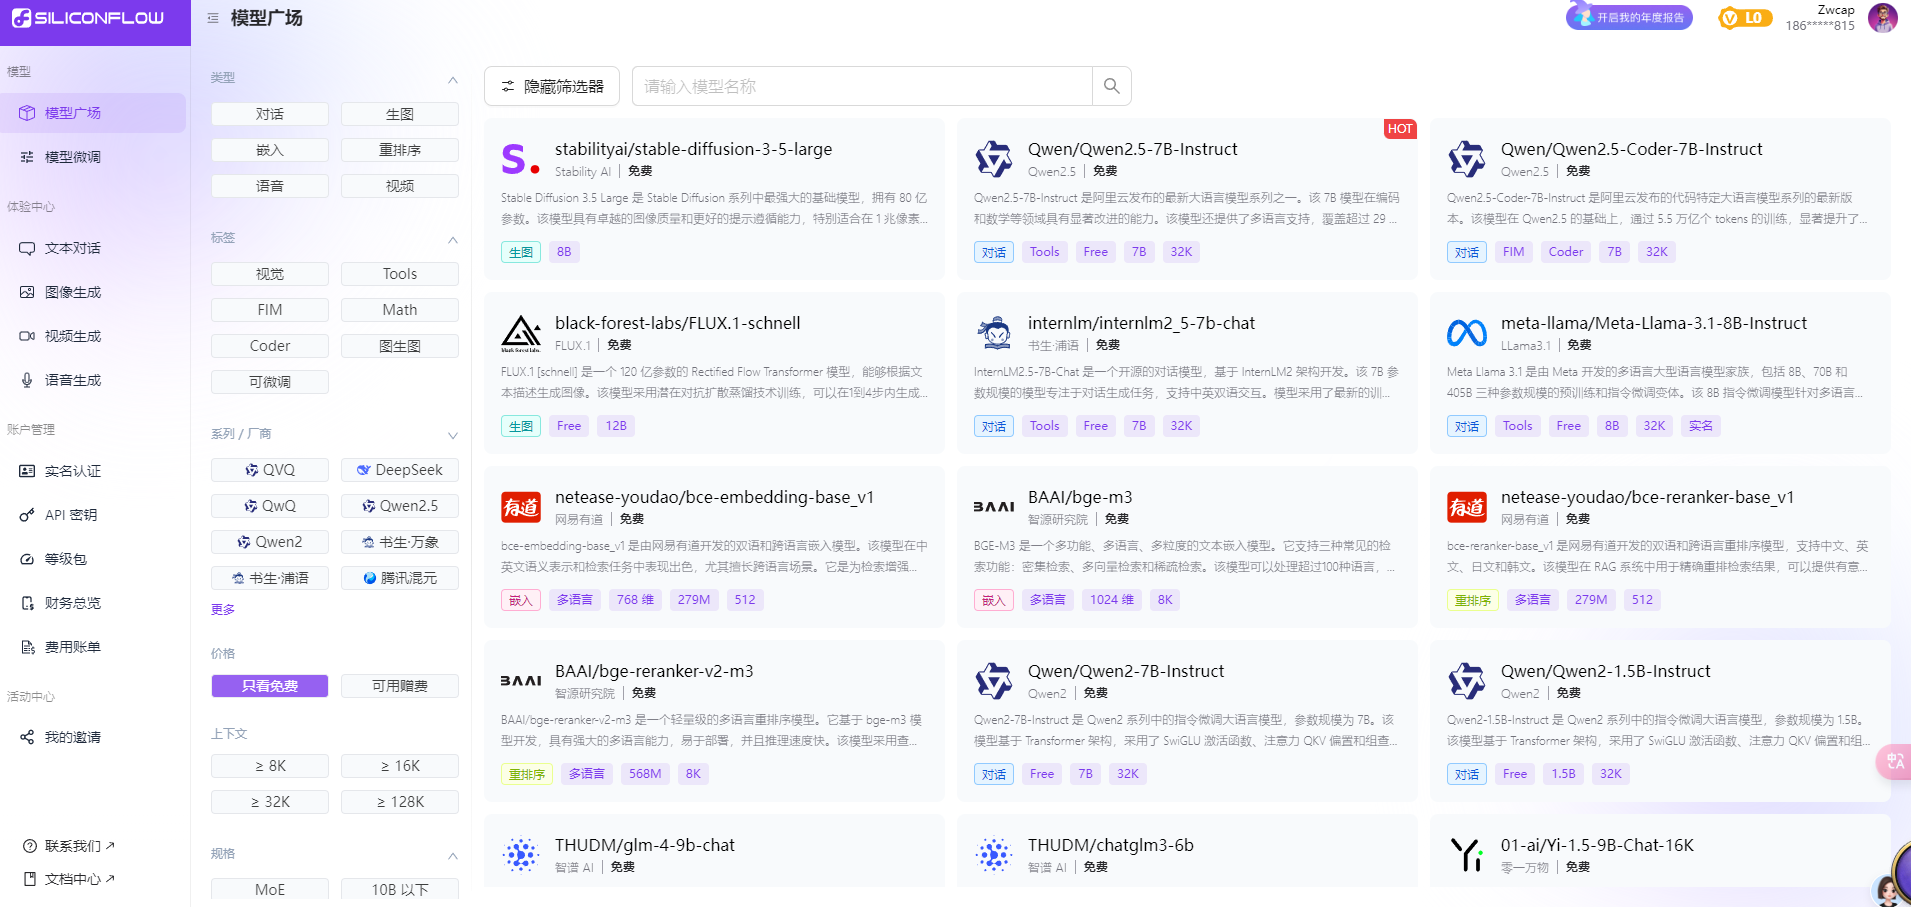 SILICONFLOW
模型广场
开启我的年度报告
L0
Zwcap
186*****815
模型
模型广场
模型微调
体验中心
文本对话
图像生成
视频生成
语音生成
账户管理
实名认证
API 密钥
等级包
财务总览
费用账单
活动中心
我的邀请
联系我们
文档中心
类型
对话
生图
嵌入
重排序
语音
视频
标签
视觉
Tools
FIM
Math
Coder
图生图
可微调
系列 / 厂商
QVQ
DeepSeek
QwQ
Qwen2.5
Qwen2
书生·万象
书生·浦语
腾讯混元
更多
价格
只看免费
可用赠费
上下文
≥ 8K
≥ 16K
≥ 32K
≥ 128K
规格
MoE
10B 以下
隐藏筛选器
请输入模型名称
stabilityai/stable-diffusion-3-5-large
Stability AI | 免费
Stable Diffusion 3.5 Large 是 Stable Diffusion 系列中最强大的基础模型，拥有 80 亿
参数。该模型具有卓越的图像质量和更好的提示遵循能力，特别适合在 1 兆像素...
生图 8B
HOT
Qwen/Qwen2.5-7B-Instruct
Qwen2.5 | 免费
Qwen2.5-7B-Instruct 是阿里云发布的最新大语言模型系列之一。该 7B 模型在编码
和数学等领域具有显著改进的能力。该模型还提供了多语言支持，覆盖超过 29 ...
对话 Tools Free 7B 32K
Qwen/Qwen2.5-Coder-7B-Instruct
Qwen2.5 | 免费
Qwen2.5-Coder-7B-Instruct 是阿里云发布的代码特定大语言模型系列的最新版
本。该模型在 Qwen2.5 的基础上，通过 5.5 万亿个 tokens 的训练，显著提升了...
对话 FIM Coder 7B 32K
black forest labs.
black-forest-labs/FLUX.1-schnell
FLUX.1 | 免费
FLUX.1 [schnell] 是一个 120 亿参数的 Rectified Flow Transformer 模型，能够根据文
本描述生成图像。该模型采用潜在对抗扩散蒸馏技术训练，可以在1到4步内生成...
生图 Free 12B
internlm/internlm2_5-7b-chat
书生·浦语 | 免费
InternLM2.5-7B-Chat 是一个开源的对话模型，基于 InternLM2 架构开发。该 7B 参
数规模的模型专注于对话生成任务，支持中英双语交互。模型采用了最新的训...
对话 Tools Free 7B 32K
meta-llama/Meta-Llama-3.1-8B-Instruct
LLama3.1 | 免费
Meta Llama 3.1 是由 Meta 开发的多语言大型语言模型家族，包括 8B、70B 和
405B 三种参数规模的预训练和指令微调变体。该 8B 指令微调模型针对多语言...
对话 Tools Free 8B 32K 实名
有道
netease-youdao/bce-embedding-base_v1
网易有道 | 免费
bce-embedding-base_v1 是由网易有道开发的双语和跨语言嵌入模型。该模型在中
英文语义表示和检索任务中表现出色，尤其擅长跨语言场景。它是为检索增强...
嵌入 多语言 768 维 279M 512
BAAI
BAAI/bge-m3
智源研究院 | 免费
BGE-M3 是一个多功能、多语言、多粒度的文本嵌入模型。它支持三种常见的检
索功能：密集检索、多向量检索和稀疏检索。该模型可以处理超过100种语言，...
嵌入 多语言 1024 维 8K
有道
netease-youdao/bce-reranker-base_v1
网易有道 | 免费
bce-reranker-base_v1 是网易有道开发的双语和跨语言重排序模型，支持中文、英
文、日文和韩文。该模型在 RAG 系统中用于精确重排检索结果，可以提供有意...
重排序 多语言 279M 512
BAAI
BAAI/bge-reranker-v2-m3
智源研究院 | 免费
BAAI/bge-reranker-v2-m3 是一个轻量级的多语言重排序模型。它基于 bge-m3 模
型开发，具有强大的多语言能力，易于部署，并且推理速度快。该模型采用查...
重排序 多语言 568M 8K
Qwen/Qwen2-7B-Instruct
Qwen2 | 免费
Qwen2-7B-Instruct 是 Qwen2 系列中的指令微调大语言模型，参数规模为 7B。该
模型基于 Transformer 架构，采用了 SwiGLU 激活函数、注意力 QKV 偏置和组查...
对话 Free 7B 32K
Qwen/Qwen2-1.5B-Instruct
Qwen2 | 免费
Qwen2-1.5B-Instruct 是 Qwen2 系列中的指令微调大语言模型，参数规模为 1.5B。
该模型基于 Transformer 架构，采用了 SwiGLU 激活函数、注意力 QKV 偏置和组...
对话 Free 1.5B 32K
THUDM/glm-4-9b-chat
智谱 AI | 免费
THUDM/chatglm3-6b
智谱 AI | 免费
Yi
01-ai/Yi-1.5-9B-Chat-16K
零一万物 | 免费